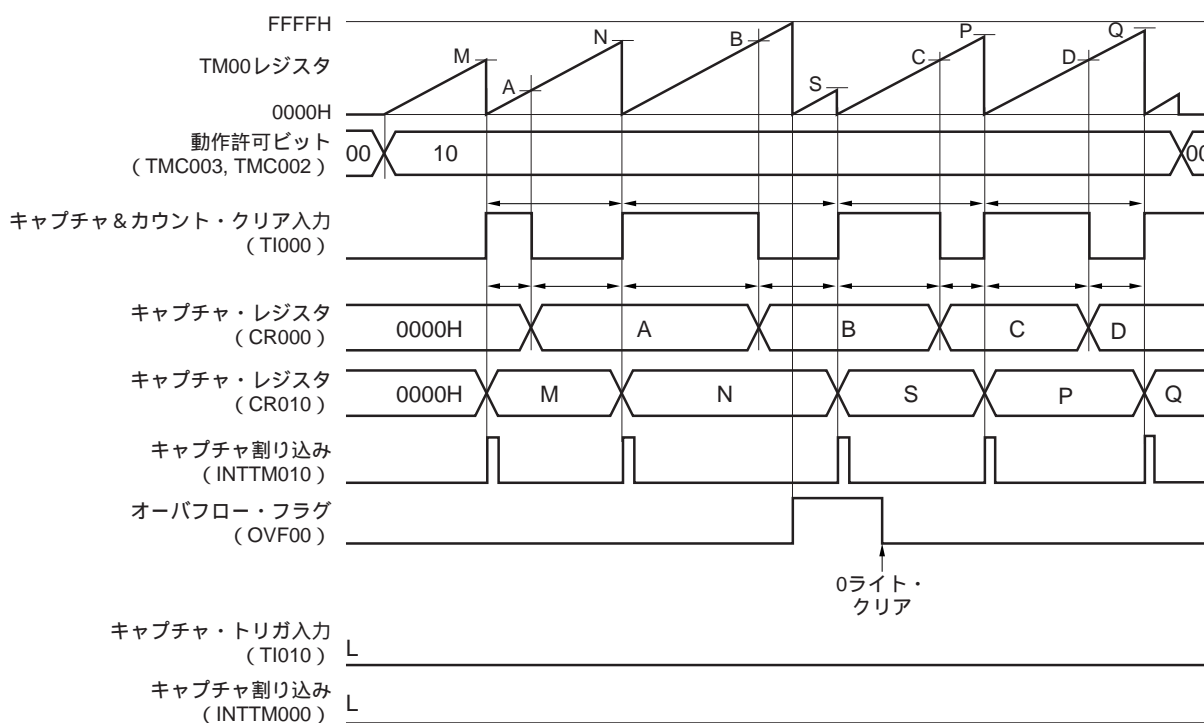 FFFFH
TM00レジスタ
0000H
M
A
N
B
S
C
P
D
Q
動作許可ビット
（TMC003, TMC002）
00
10
00
キャプチャ＆カウント・クリア入力
（TI000）
キャプチャ・レジスタ
（CR000）
0000H
A
B
C
D
キャプチャ・レジスタ
（CR010）
0000H
M
N
S
P
Q
キャプチャ割り込み
（INTTM010）
オーバフロー・フラグ
（OVF00）
0ライト・
クリア
キャプチャ・トリガ入力
（TI010）
L
キャプチャ割り込み
（INTTM000）
L